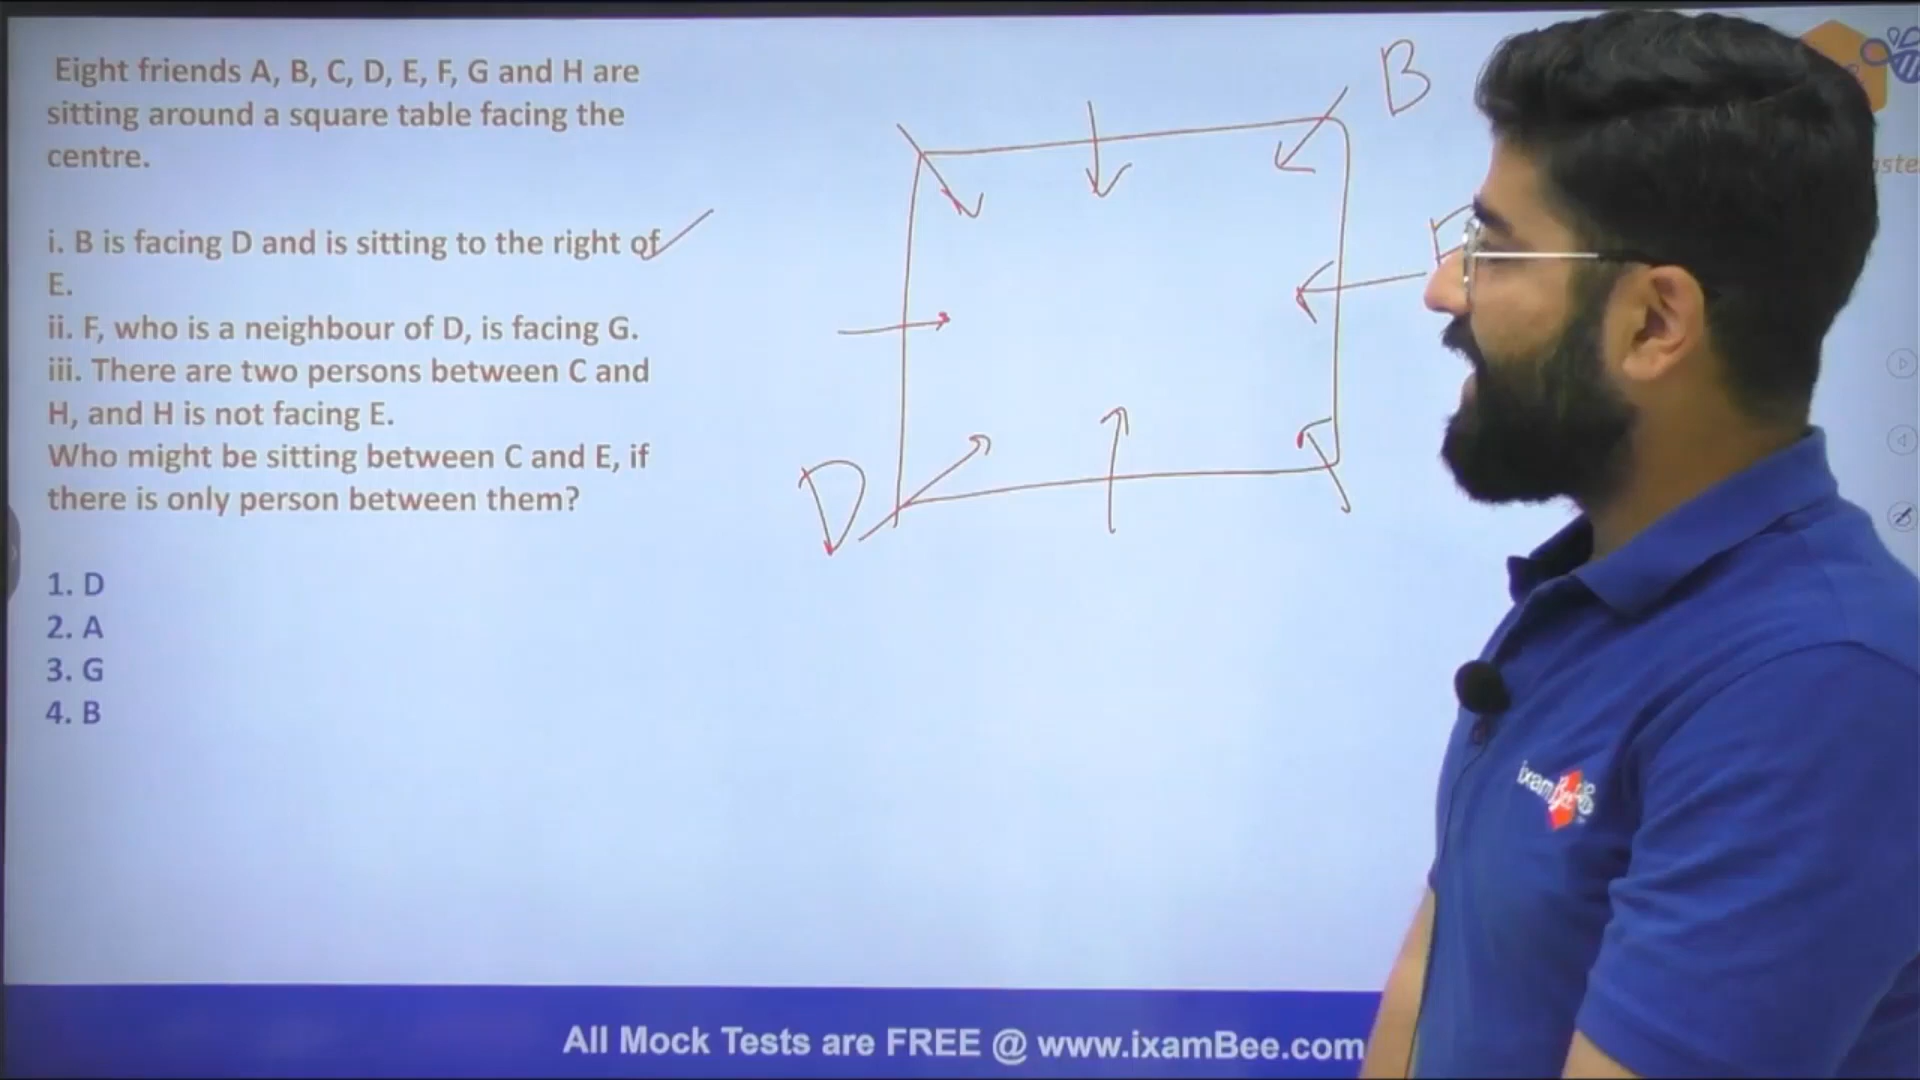 Eight friends A, B, C, D, E, F, G and H are
sitting around a square table facing the
centre.
i. B is facing D and is sitting to the right of
E.
ii. F, who is a neighbour of D, is facing G.
iii. There are two persons between C and
H, and H is not facing E.
Who might be sitting between C and E, if
there is only person between them?
1. D
2. A
3. G
4. B
B
D
ixamBee
All Mock Tests are FREE @ www.ixamBee.com